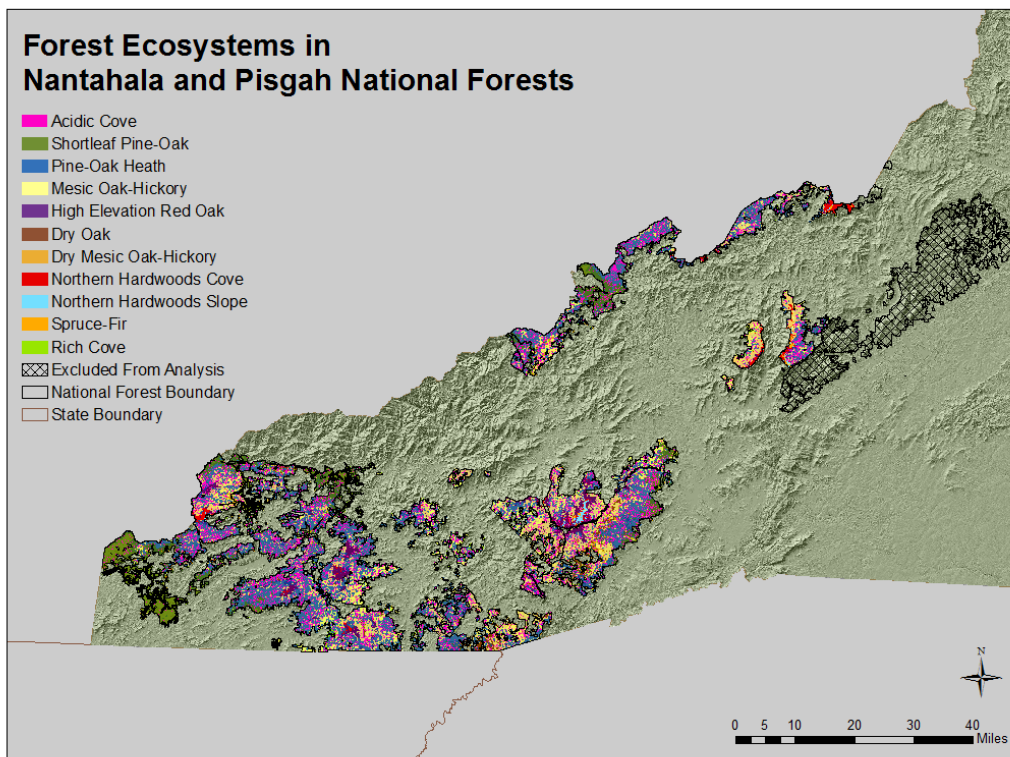 Forest Ecosystems in
Nantahala and Pisgah National Forests
Acidic Cove
Shortleaf Pine-Oak
Pine-Oak Heath
Mesic Oak-Hickory
High Elevation Red Oak
Dry Oak
Dry Mesic Oak-Hickory
Northern Hardwoods Cove
Northern Hardwoods Slope
Spruce-Fir
Rich Cove
Excluded From Analysis
National Forest Boundary
State Boundary
N
0 5 10 20 30 40
Miles